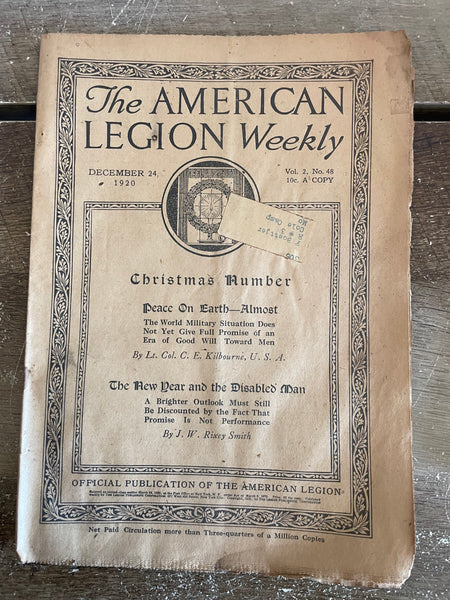 The AMERICAN
LEGION Weekly
DECEMBER 24,
1920
Vol. 2, No. 48
10c. A COPY
Christmas Number
Peace On Earth—Almost
The World Military Situation Does
Not Yet Give Full Promise of an
Era of Good Will Toward Men
By Lt. Col. C. E. Kilbourne, U. S. A.
The New Year and the Disabled Man
A Brighter Outlook Must Still
Be Discounted by the Fact That
Promise Is Not Performance
By J. W. Rixey Smith
OFFICIAL PUBLICATION OF THE AMERICAN LEGION
Net Paid Circulation more than Three-quarters of a Million Copies
Cole Camp
Mo